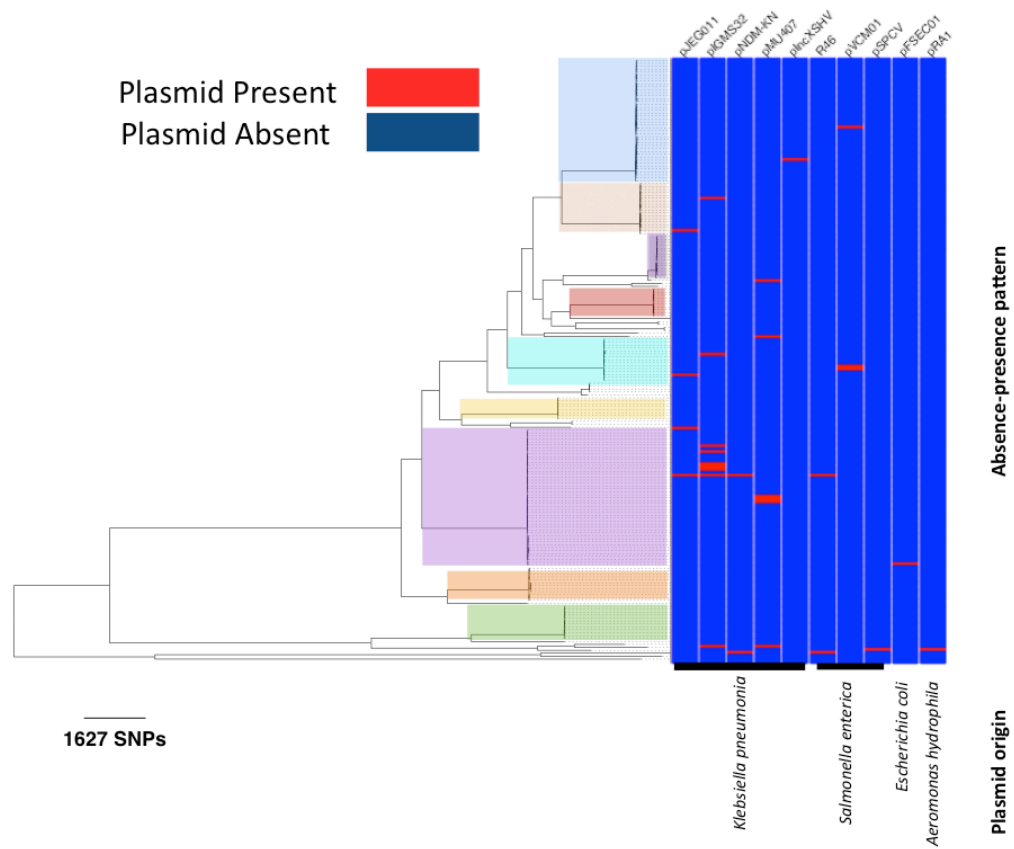 pJEG011
pIGMS32
pNDM-KN
pMU407
pIncXSHV
R46
pVCM01
pSPCV
pFSEC01
pRA1
Plasmid Present
Plasmid Absent
Absence-presence pattern
1627 SNPs
Klebsiella pneumonia
Salmonella enterica
Escherichia coli
Aeromonas hydrophila
Plasmid origin